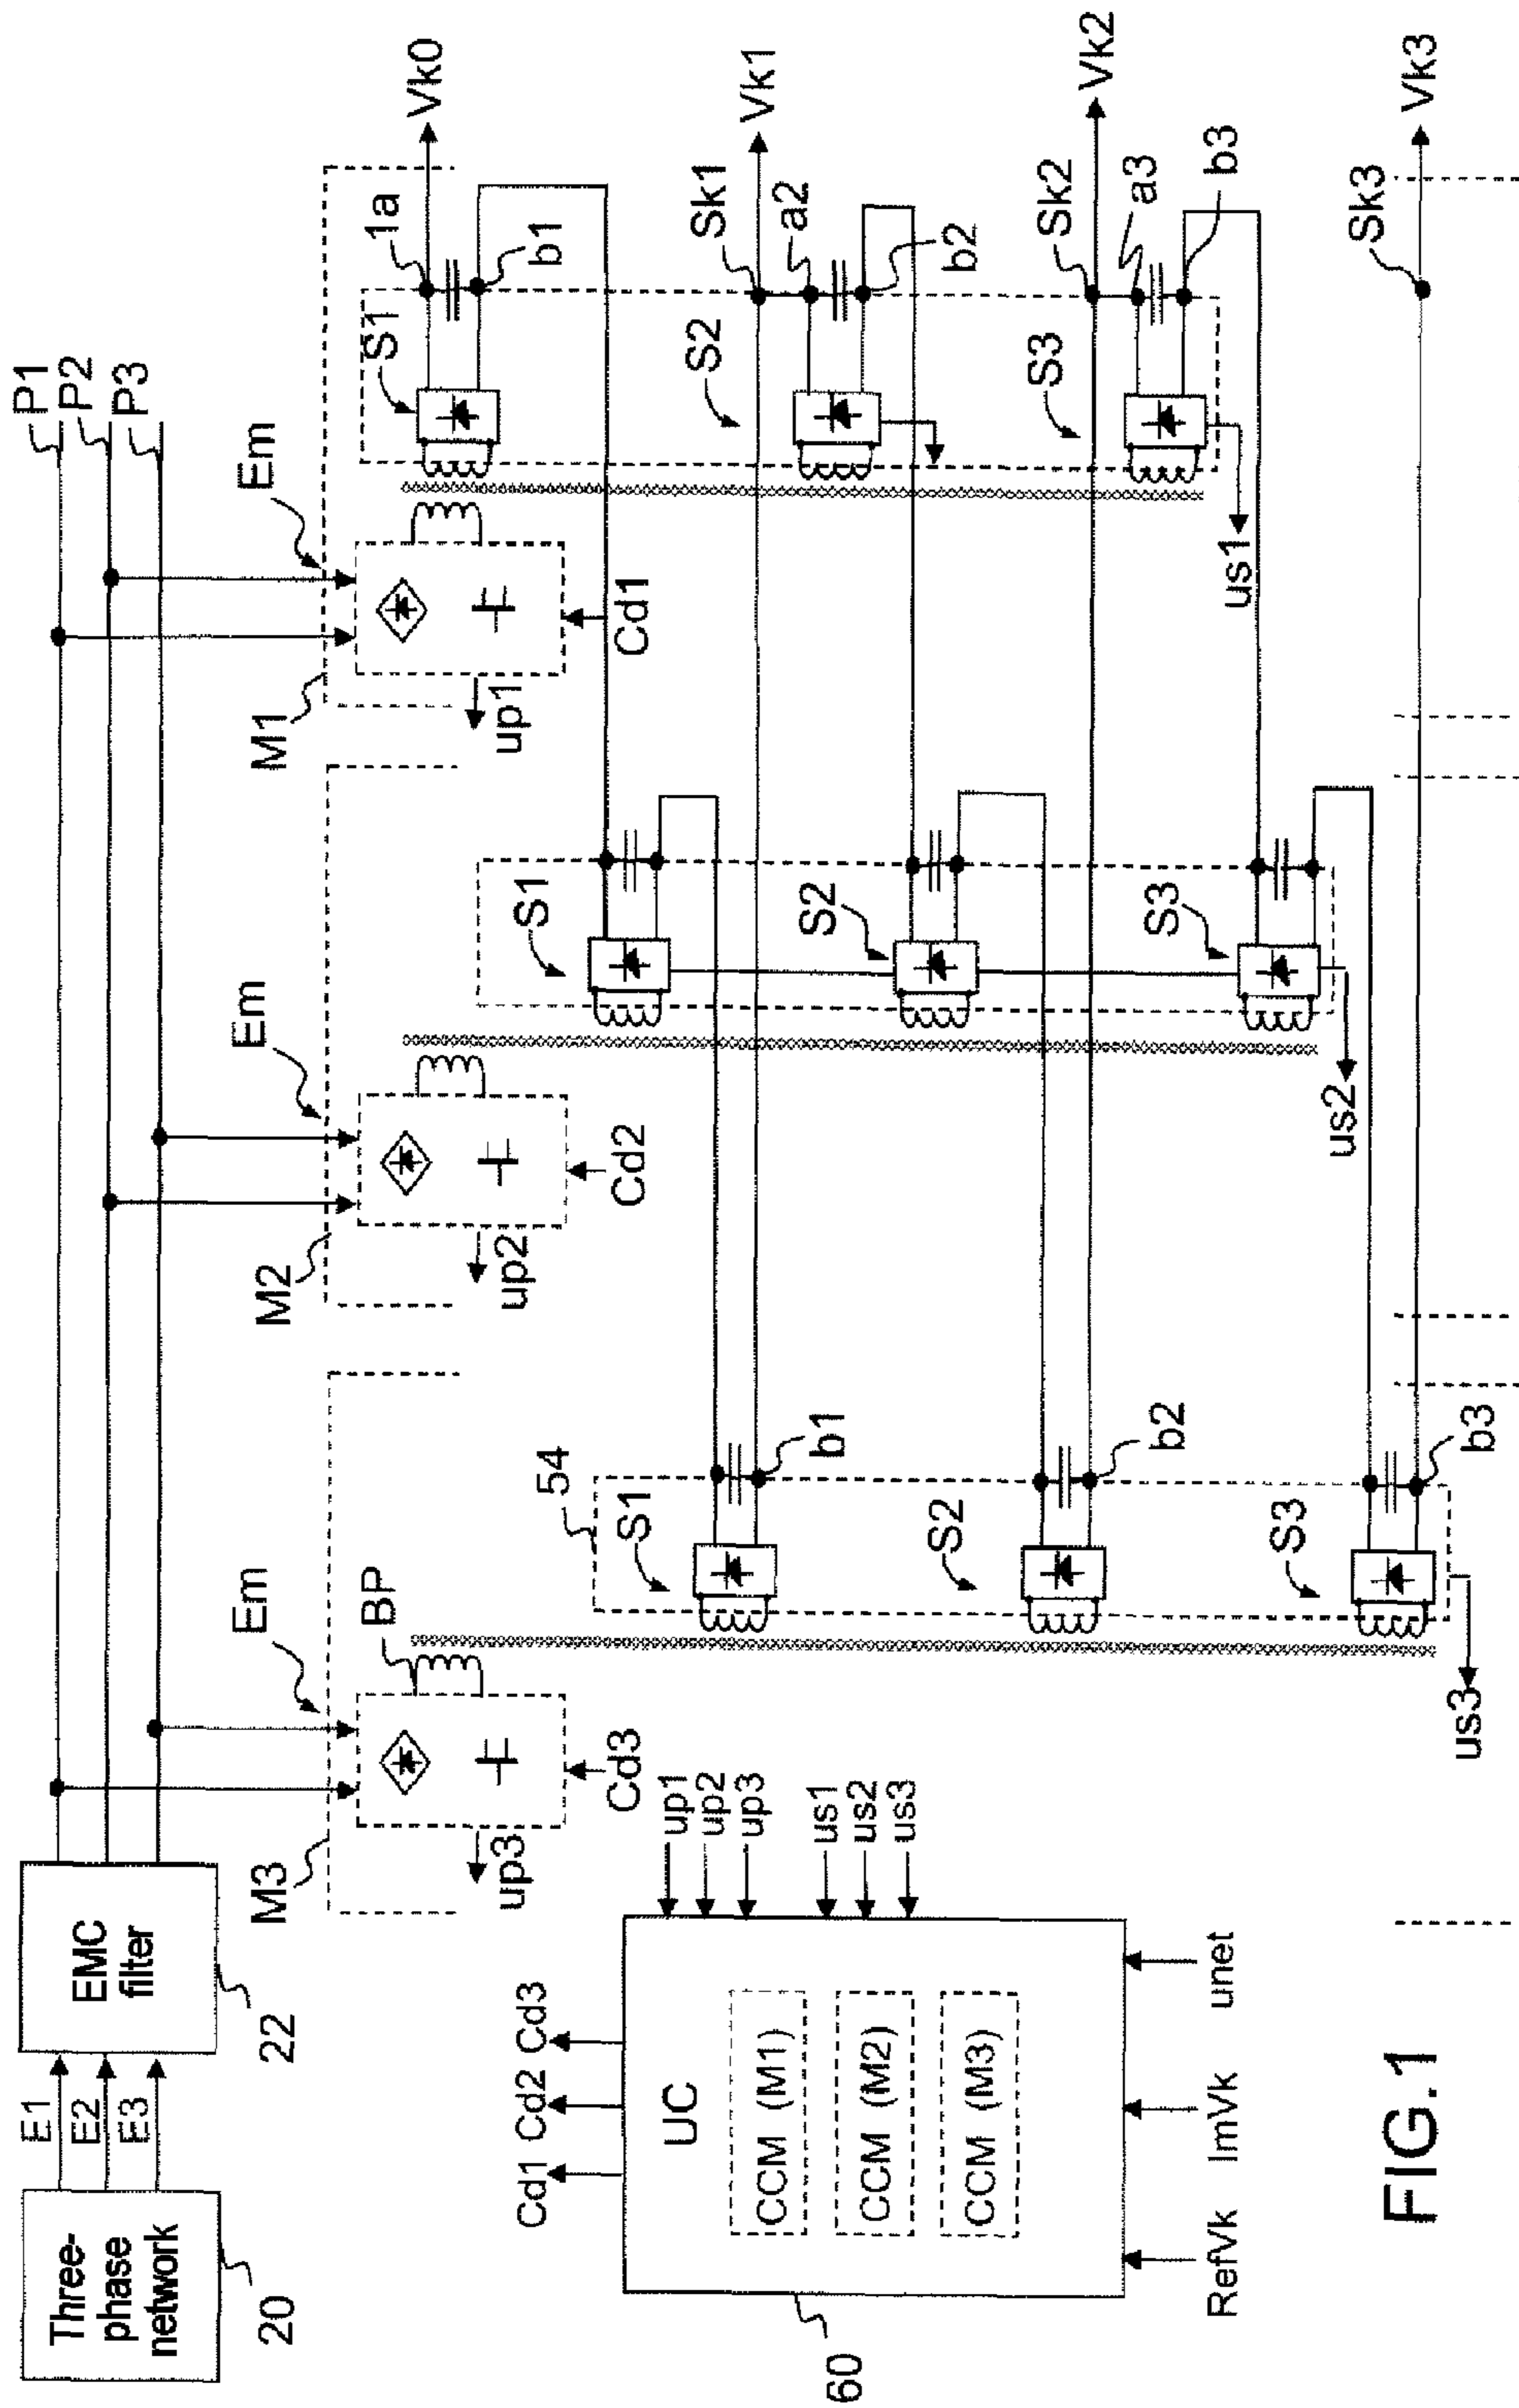 Three-
phase
network
20
E1
E2
E3
EMC
filter
22
P1
P2
P3
M3
Em
BP
up3
Cd3
M2
Em
up2
Cd2
M1
Em
up1
Cd1
S1
1a
b1
Vk0
S2
Sk1
a2
b2
Vk1
S3
Sk2
a3
b3
Vk2
us1
Sk3
Vk3
S1
S2
S3
us2
54
S1
b1
S2
b2
S3
b3
us3
Cd1
Cd2
Cd3
up1
up2
up3
us1
us2
us3
UC
CCM (M1)
CCM (M2)
CCM (M3)
60
RefVk
ImVk
unet
FIG.1